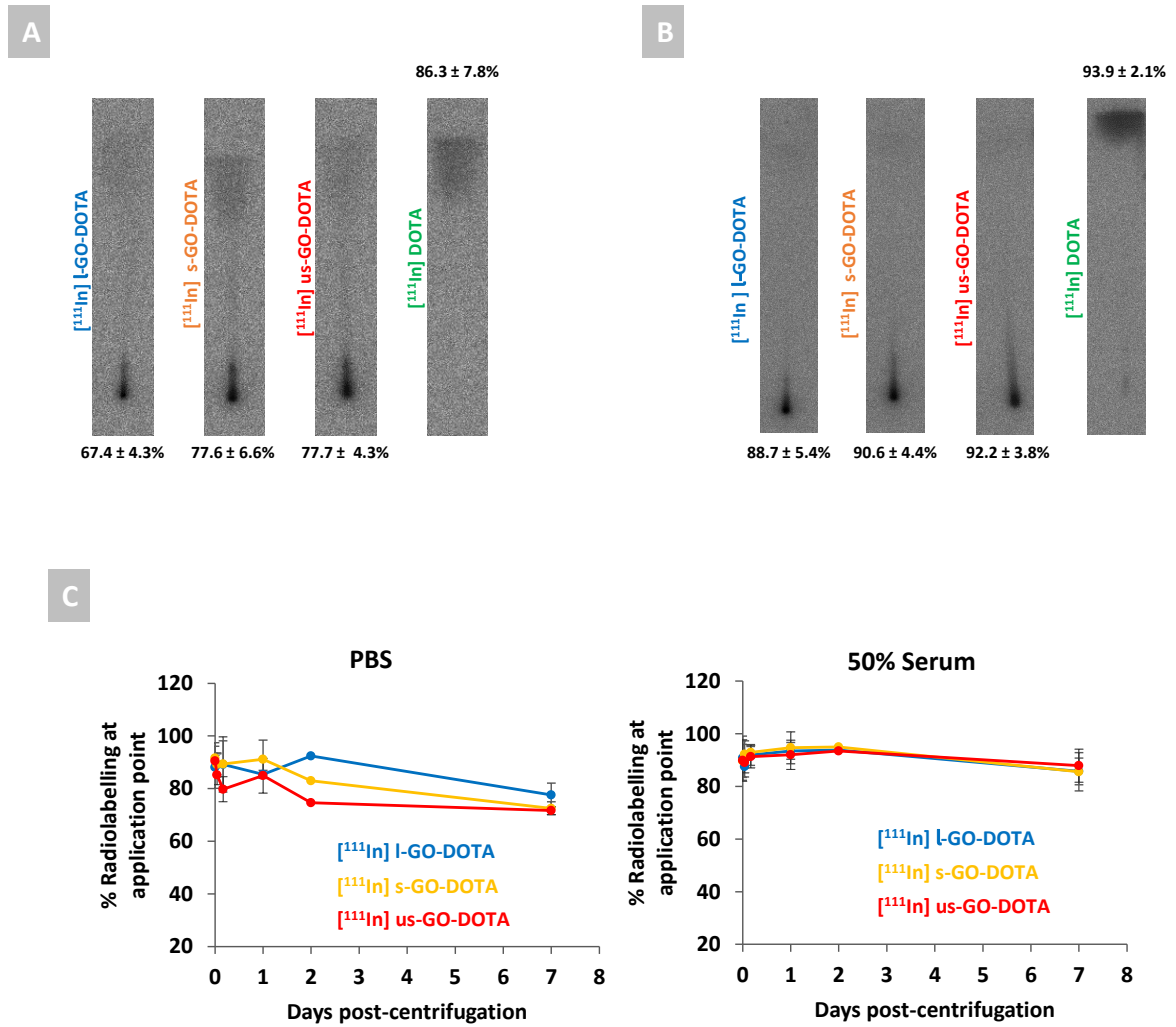 A
B
86.3 ± 7.8%
93.9 ± 2.1%
[¹¹¹In] l-GO-DOTA
[¹¹¹In] s-GO-DOTA
[¹¹¹In] us-GO-DOTA
[¹¹¹In] DOTA
[¹¹¹In ] l-GO-DOTA
[¹¹¹In] s-GO-DOTA
[¹¹¹In] us-GO-DOTA
[¹¹¹In] DOTA
67.4 ± 4.3%
77.6 ± 6.6%
77.7 ± 4.3%
88.7 ± 5.4%
90.6 ± 4.4%
92.2 ± 3.8%
C
PBS
% Radiolabelling at
application point
120
100
80
60
40
20
[¹¹¹In] l-GO-DOTA
[¹¹¹In] s-GO-DOTA
[¹¹¹In] us-GO-DOTA
0 1 2 3 4 5 6 7 8
Days post-centrifugation
50% Serum
% Radiolabelling at
application point
120
100
80
60
40
20
[¹¹¹In] l-GO-DOTA
[¹¹¹In] s-GO-DOTA
[¹¹¹In] us-GO-DOTA
0 1 2 3 4 5 6 7 8
Days post-centrifugation